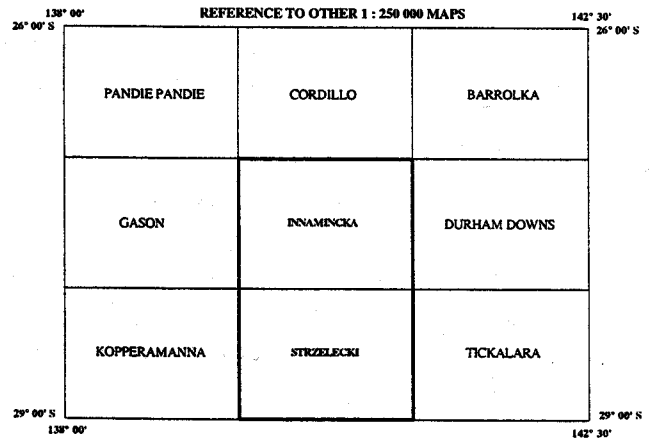 138° 00'
REFERENCE TO OTHER 1 : 250 000 MAPS
142° 30'
26° 00' S
26° 00' S
PANDIE PANDIE
CORDILLO
BARROLKA
GASON
INNAMINCKA
DURHAM DOWNS
KOPPERAMANNA
STRZELECKI
TICKALARA
29° 00' S
29° 00' S
138° 00'
142° 30'